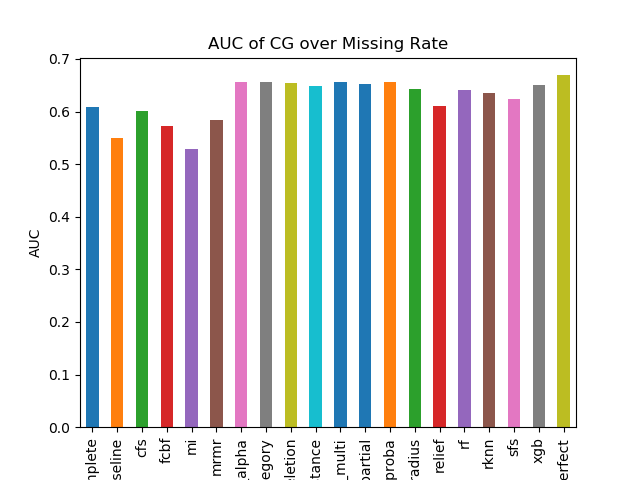 AUC of CG over Missing Rate
0.7
0.6
0.5
0.4
0.3
0.2
0.1
0.0
AUC
nplete
seline
cfs
fcbf
mi
mrmr
alpha
egory
letion
tance
_multi
partial
proba
radius
relief
rf
rknn
sfs
xgb
erfect